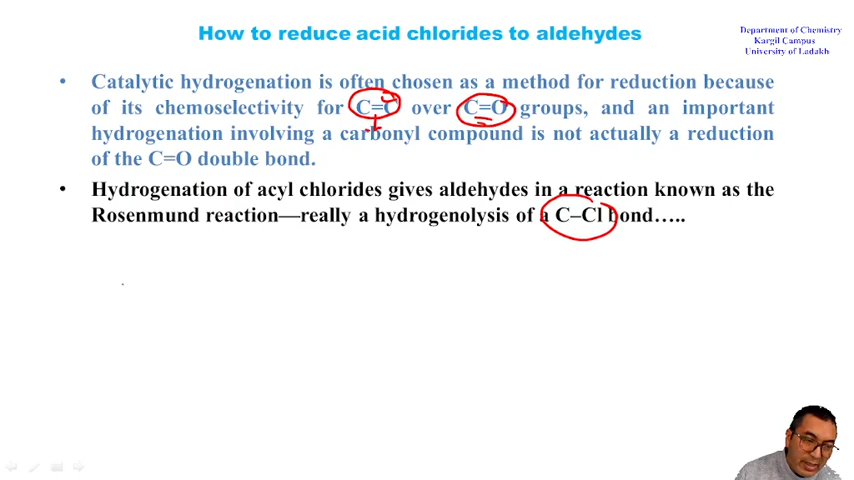 How to reduce acid chlorides to aldehydes
Department of Chemistry
Kargil Campus
University of Ladakh
• Catalytic hydrogenation is often chosen as a method for reduction because
of its chemoselectivity for C=C over C=O groups, and an important
hydrogenation involving a carbonyl compound is not actually a reduction
of the C=O double bond.
• Hydrogenation of acyl chlorides gives aldehydes in a reaction known as the
Rosenmund reaction—really a hydrogenolysis of a C–Cl bond…..